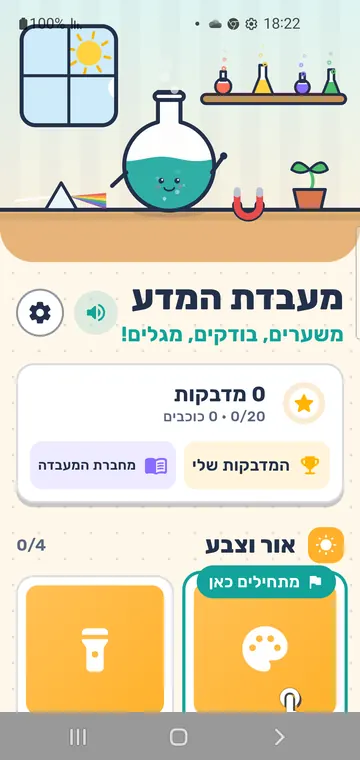 100% 18:22
מעבדת המדע
משערים, בודקים, מגלים!
0 מדבקות
0/20 • 0 כוכבים
המדבקות שלי
מחברת המעבדה
אור וצבע
0/4
מתחילים כאן